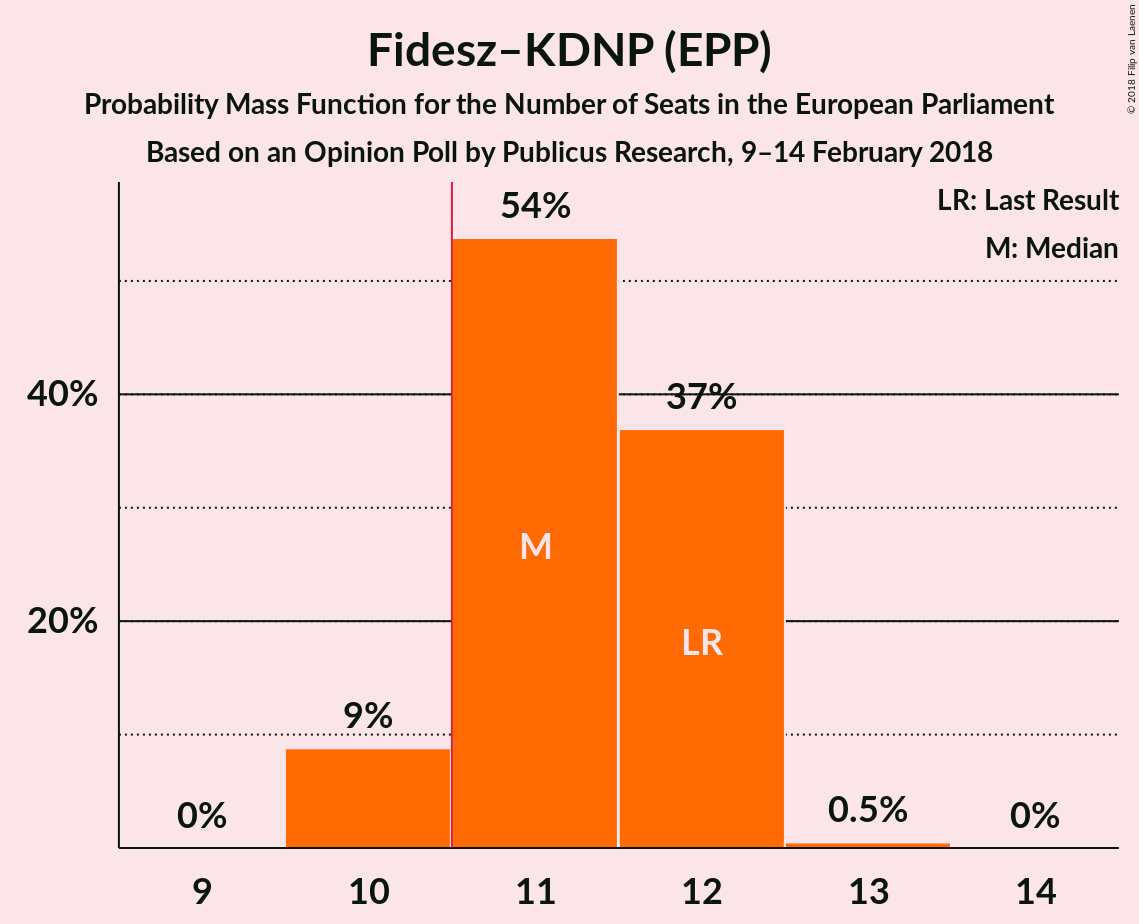 Fidesz–KDNP (EPP)
Probability Mass Function for the Number of Seats in the European Parliament
Based on an Opinion Poll by Publicus Research, 9–14 February 2018
© 2018 Filip van Laenen
LR: Last Result
M: Median
54%
40%
37%
M
20%
LR
9%
0%
0.5%
0%
9 10 11 12 13 14